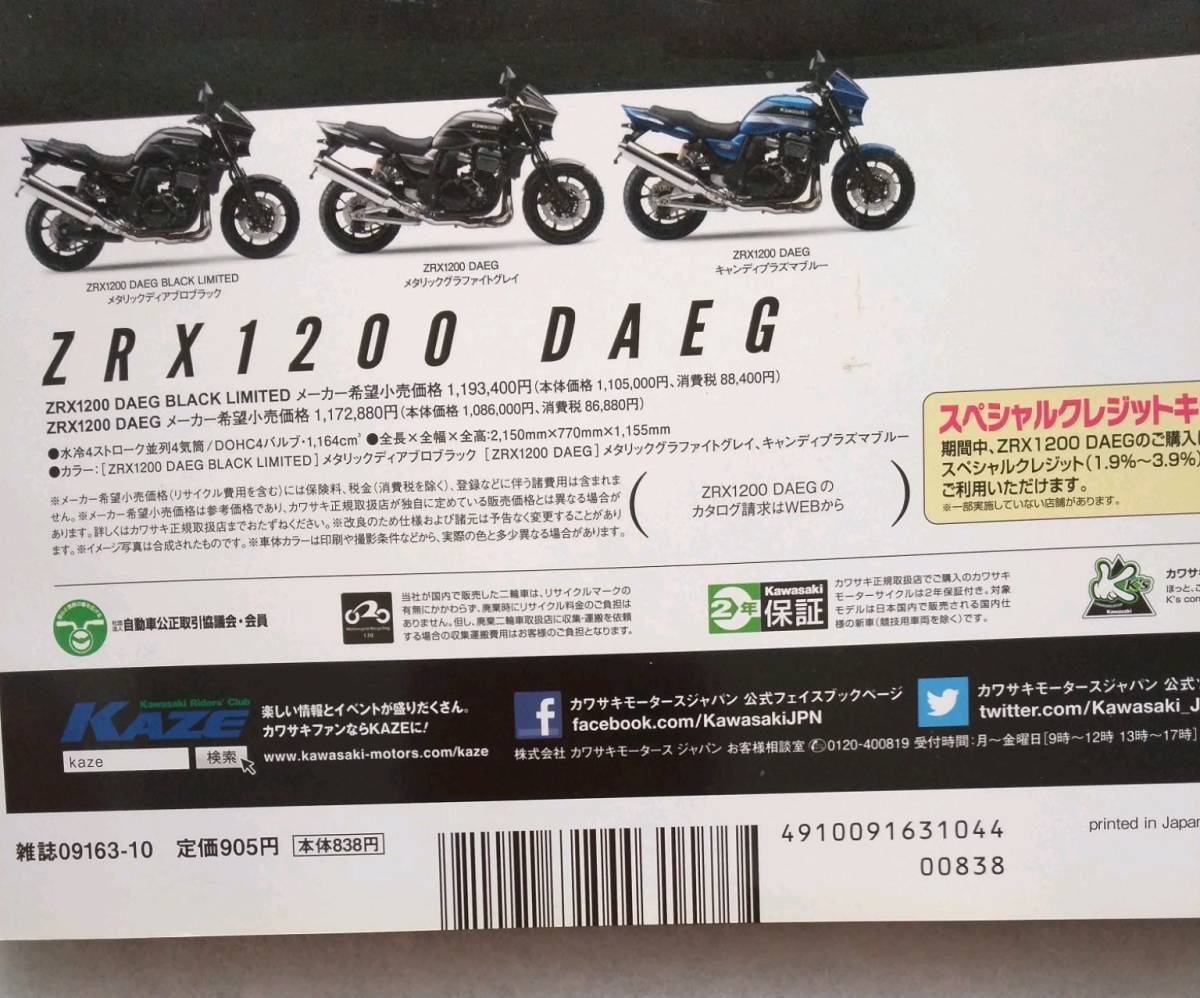 ZRX1200 DAEG BLACK LIMITED
メタリックディアブロブラック
ZRX1200 DAEG
メタリックグラファイトグレイ
ZRX1200 DAEG
キャンディプラズマブルー
ZRX1200 DAEG
ZRX1200 DAEG BLACK LIMITED メーカー希望小売価格 1,193,400円(本体価格 1,105,000円、消費税 88,400円)
ZRX1200 DAEG メーカー希望小売価格 1,172,880円(本体価格 1,086,000円、消費税 86,880円)
●水冷4ストローク並列4気筒/DOHC4バルブ・1,164cm³ ●全長×全幅×全高:2,150mm×770mm×1,155mm
●カラー:[ZRX1200 DAEG BLACK LIMITED]メタリックディアブロブラック [ZRX1200 DAEG]メタリックグラファイトグレイ、キャンディプラズマブルー
※メーカー希望小売価格(リサイクル費用を含む)には保険料、税金(消費税を除く)、登録などに伴う諸費用は含まれま
せん。※メーカー希望小売価格は参考価格であり、カワサキ正規取扱店が独自に定めている販売価格とは異なる場合が
あります。詳しくはカワサキ正規取扱店までおたずねください。※改良のため仕様および諸元は予告なく変更することがあり
ます。※イメージ写真は合成されたものです。※車体カラーは印刷や撮影条件などから、実際の色と多少異なる場合があります。
ZRX1200 DAEGの
カタログ請求はWEBから
スペシャルクレジットキ
期間中、ZRX1200 DAEGのご購入に
スペシャルクレジット(1.9%～3.9%)
ご利用いただけます。
※一部実施していない店舗があります。
社団法人 自動車公正取引協議会・会員
当社が国内で販売した二輪車は、リサイクルマークの
有無にかかわらず、廃棄時にリサイクル料金のご負担は
ありません。但し、廃棄二輪車取扱店に収集・運搬を依頼
する場合の収集運搬費用はお客様のご負担となります。
2年 Kawasaki 保証
カワサキ正規取扱店でご購入のカワサキ
モーターサイクルは2年保証付き。対象
モデルは日本国内で販売される国内仕
様の新車(競技用車両を除く)です。
K's
Kawasaki
カワサキ
ほっと、こ
K's con
Kawasaki Riders' Club
KAZE
kaze 検索
楽しい情報とイベントが盛りだくさん。
カワサキファンならKAZEに!
www.kawasaki-motors.com/kaze
カワサキモータースジャパン 公式フェイスブックページ
facebook.com/KawasakiJPN
カワサキモータースジャパン 公式ツ
twitter.com/Kawasaki_J
株式会社 カワサキモータース ジャパン お客様相談室 0120-400819 受付時間:月～金曜日[9時～12時 13時～17時]
雑誌09163-10 定価905円 本体838円
4910091631044
00838
printed in Japan